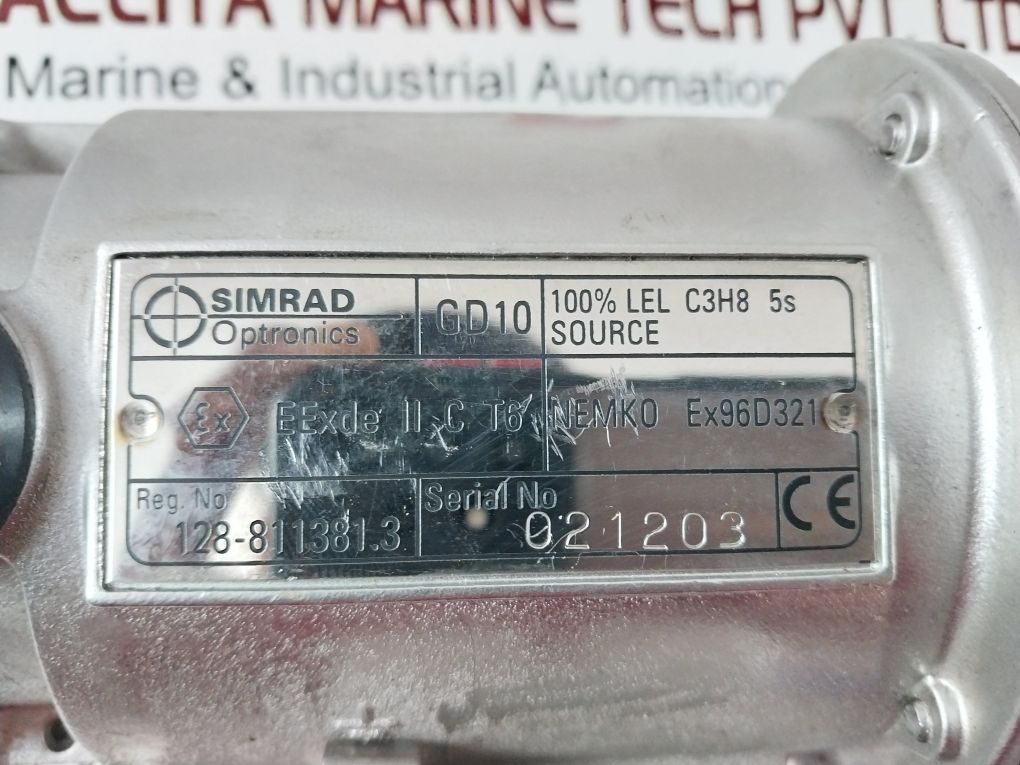 MARINE TECH PVT. LTD
Marine & Industrial Automation
SIMRAD
Optronics
GD10
100% LEL C3H8 5s
SOURCE
Ex EExde II C T6
NEMKO Ex96D321
Reg. No
128-811381.3
Serial No
021203
CE